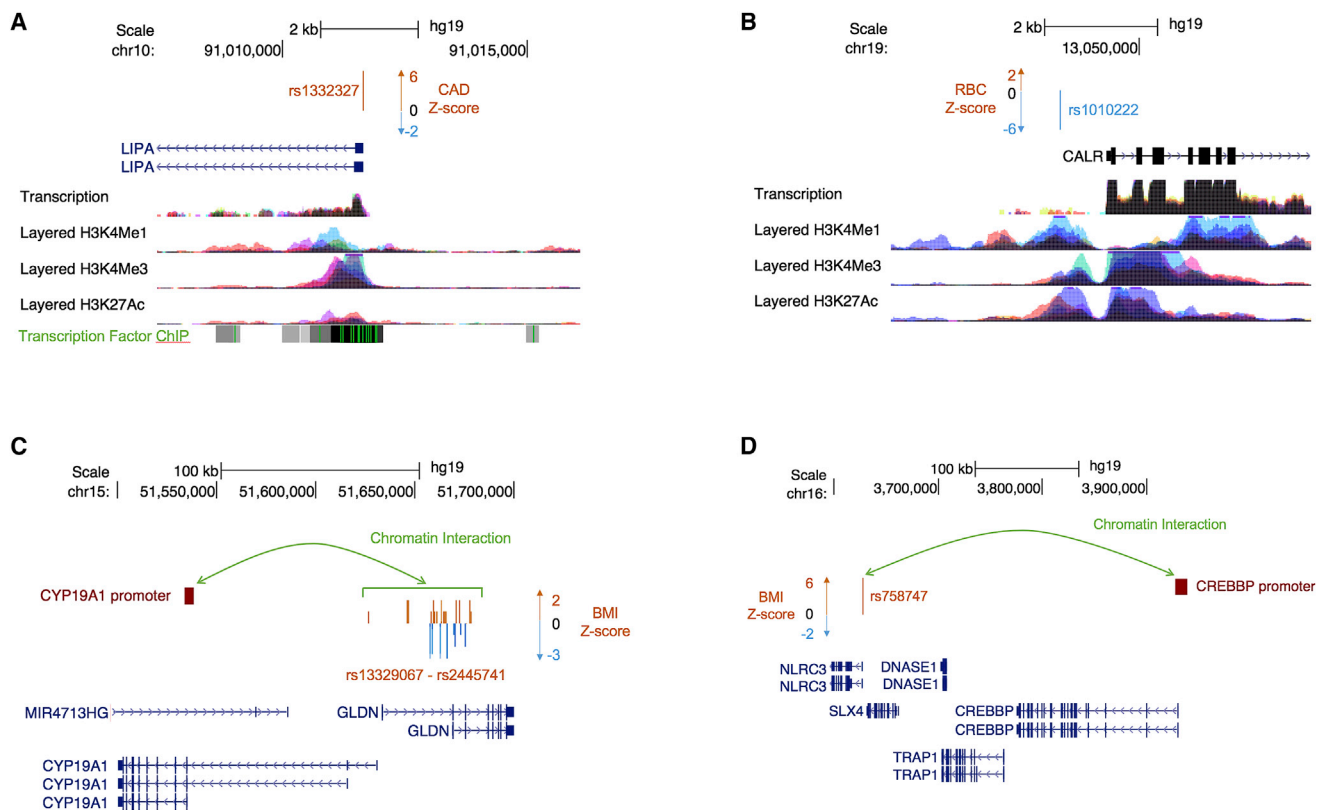 A
Scale
2 kb
hg19
chr10:
91,010,000
91,015,000
rs1332327
6
0
-2
CAD
Z-score
LIPA
LIPA
Transcription
Layered H3K4Me1
Layered H3K4Me3
Layered H3K27Ac
Transcription Factor ChIP
B
Scale
2 kb
hg19
chr19:
13,050,000
RBC
Z-score
2
0
-6
rs1010222
CALR
Transcription
Layered H3K4Me1
Layered H3K4Me3
Layered H3K27Ac
C
Scale
100 kb
hg19
chr15:
51,550,000
51,600,000
51,650,000
51,700,000
Chromatin Interaction
CYP19A1 promoter
2
0
-3
BMI
Z-score
rs13329067 - rs2445741
MIR4713HG
GLDN
GLDN
CYP19A1
CYP19A1
CYP19A1
D
Scale
100 kb
hg19
chr16:
3,700,000
3,800,000
3,900,000
Chromatin Interaction
BMI
Z-score
6
0
-2
rs758747
CREBBP promoter
NLRC3
DNASE1
NLRC3
DNASE1
SLX4
CREBBP
CREBBP
TRAP1
TRAP1